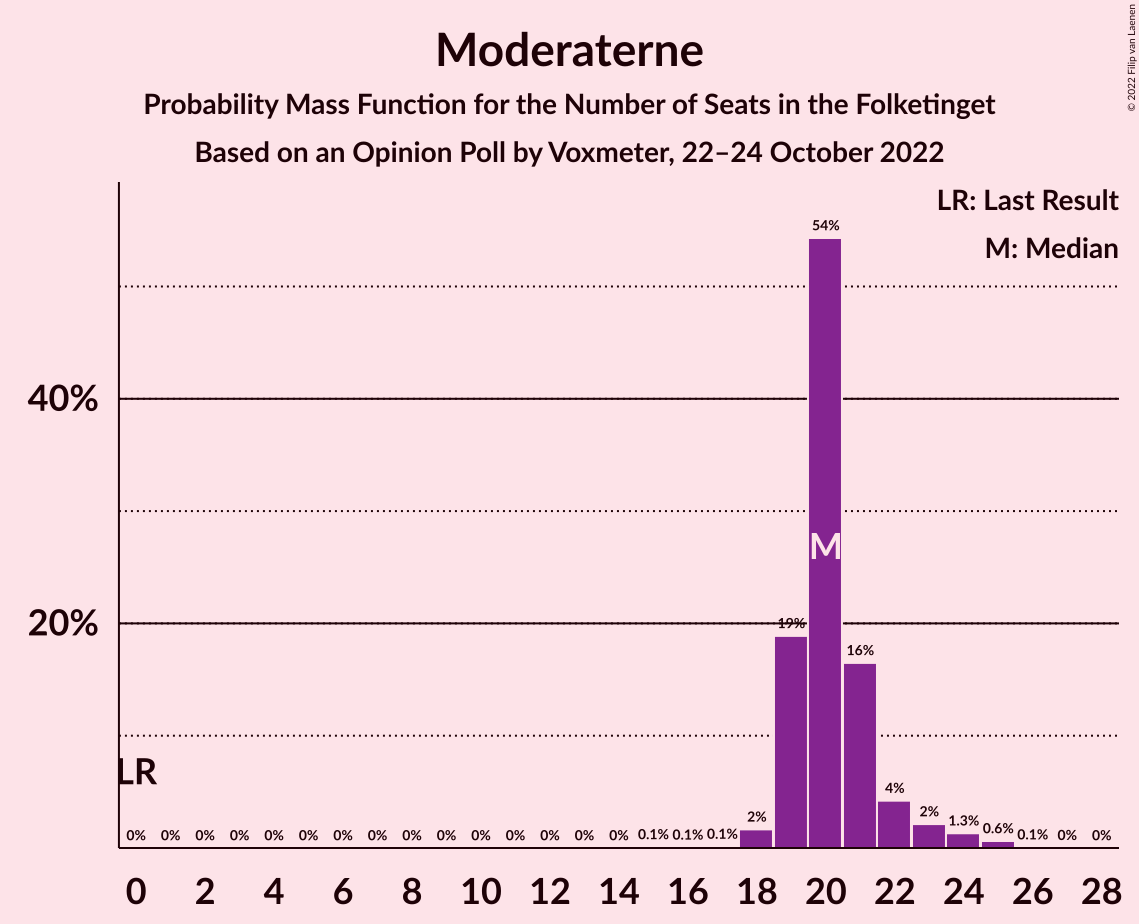 Moderaterne
Probability Mass Function for the Number of Seats in the Folketinget
Based on an Opinion Poll by Voxmeter, 22–24 October 2022
© 2022 Filip van Laenen
LR: Last Result
M: Median
54%
40%
M
20%
19%
16%
LR
4%
2%
2%
1.3%
0.6%
0% 0% 0% 0% 0% 0% 0% 0% 0% 0% 0% 0% 0% 0% 0% 0.1% 0.1% 0.1% 0.1% 0% 0%
0 2 4 6 8 10 12 14 16 18 20 22 24 26 28